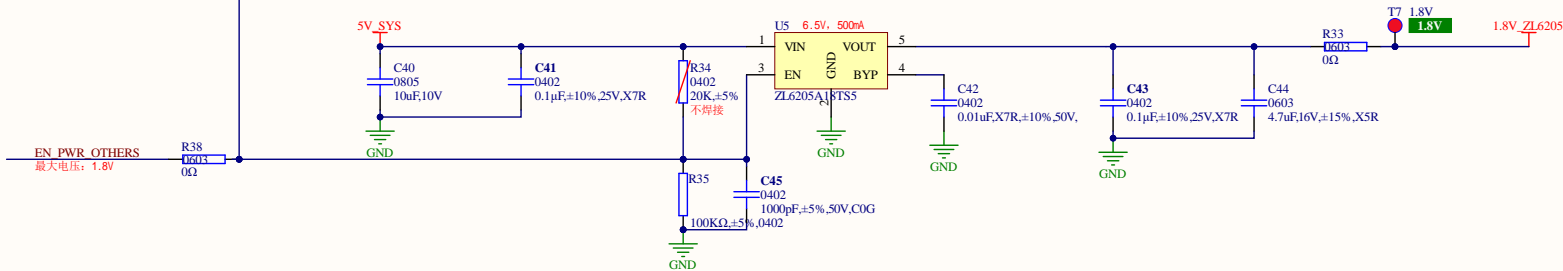 5V_SYS
C40
0805
10uF,10V
C41
0402
0.1μF,±10%,25V,X7R
R34
0402
20K,±5%
不焊接
U5 6.5V, 500mA
1 VIN
3 EN
VOUT 5
BYP 4
GND
2
ZL6205A18TS5
GND
GND
C42
0402
0.01uF,X7R,±10%,50V,
GND
C43
0402
0.1μF,±10%,25V,X7R
C44
0603
4.7uF,16V,±15%,X5R
GND
R33
0603
0Ω
T7 1.8V
1.8V
1.8V_ZL6205
EN_PWR_OTHERS
最大电压: 1.8V
R38
0603
0Ω
R35
100KΩ,±5%,0402
C45
0402
1000pF,±5%,50V,C0G
GND